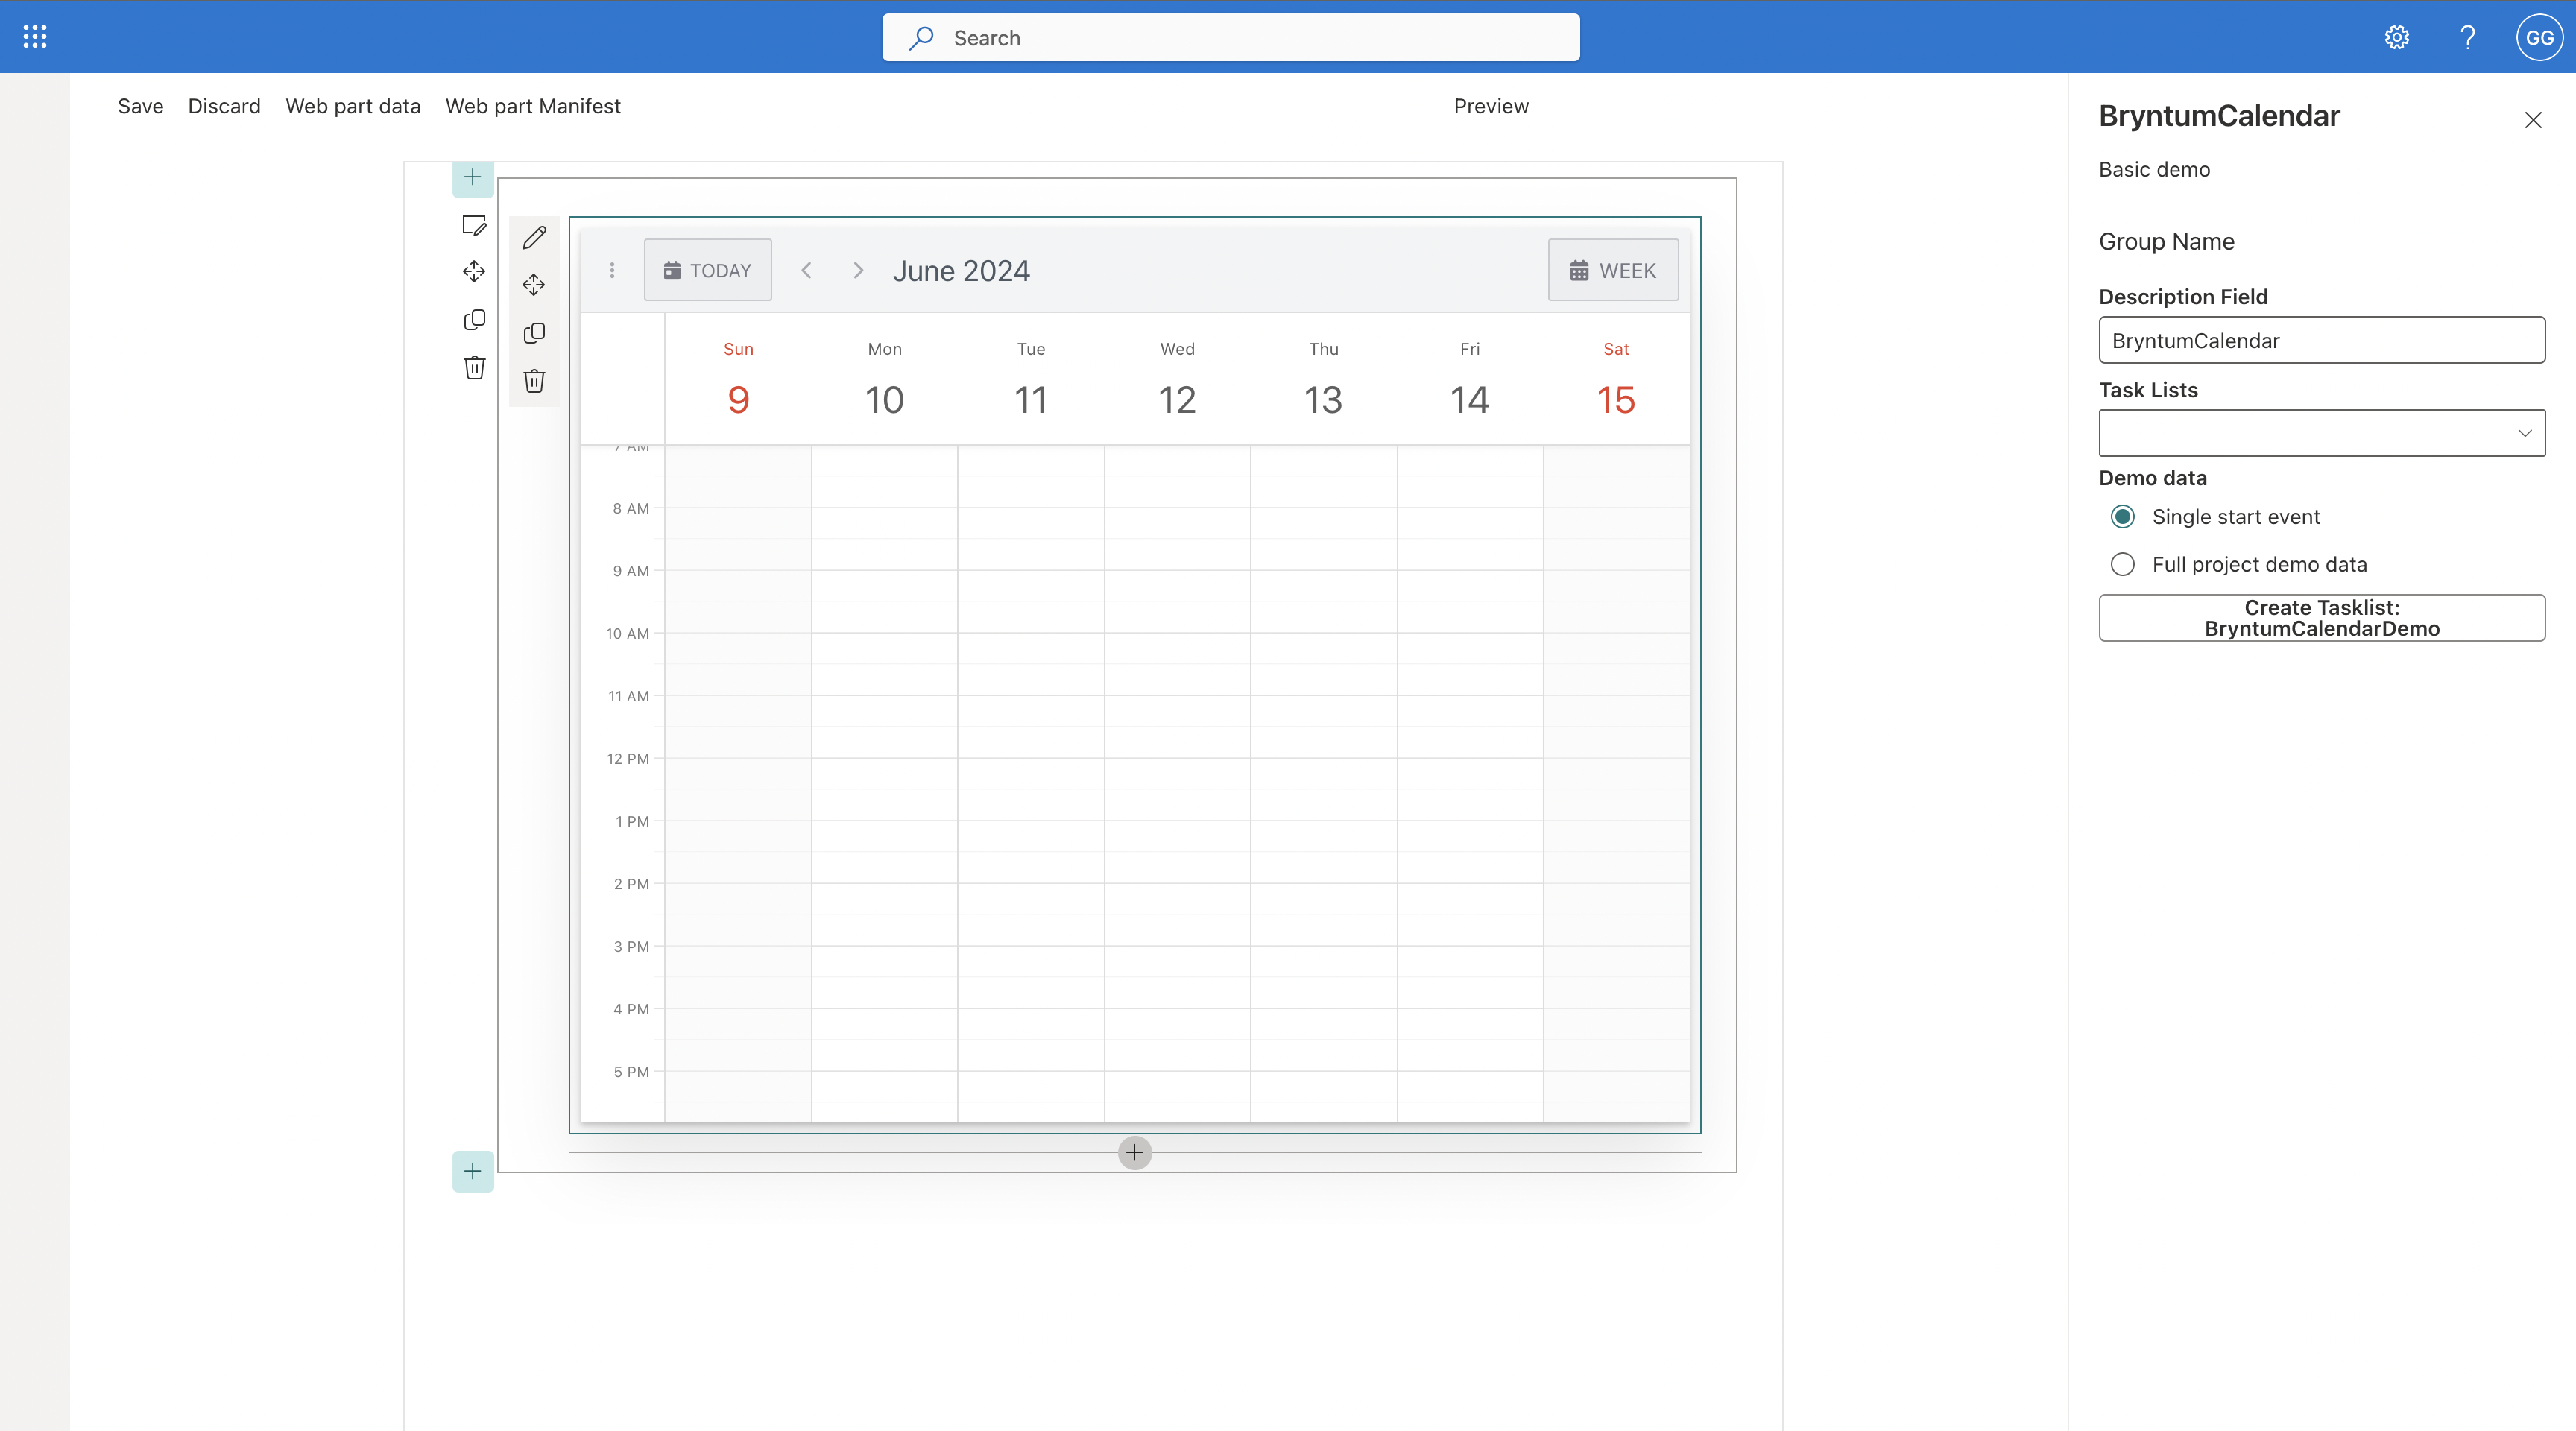 Search
?
GG
Save Discard Web part data Web part Manifest Preview
TODAY
June 2024
WEEK
Sun Mon Tue Wed Thu Fri Sat
9 10 11 12 13 14 15
7 AM
8 AM
9 AM
10 AM
11 AM
12 PM
1 PM
2 PM
3 PM
4 PM
5 PM
BryntumCalendar
Basic demo
Group Name
Description Field
BryntumCalendar
Task Lists
Demo data
Single start event
Full project demo data
Create Tasklist:
BryntumCalendarDemo